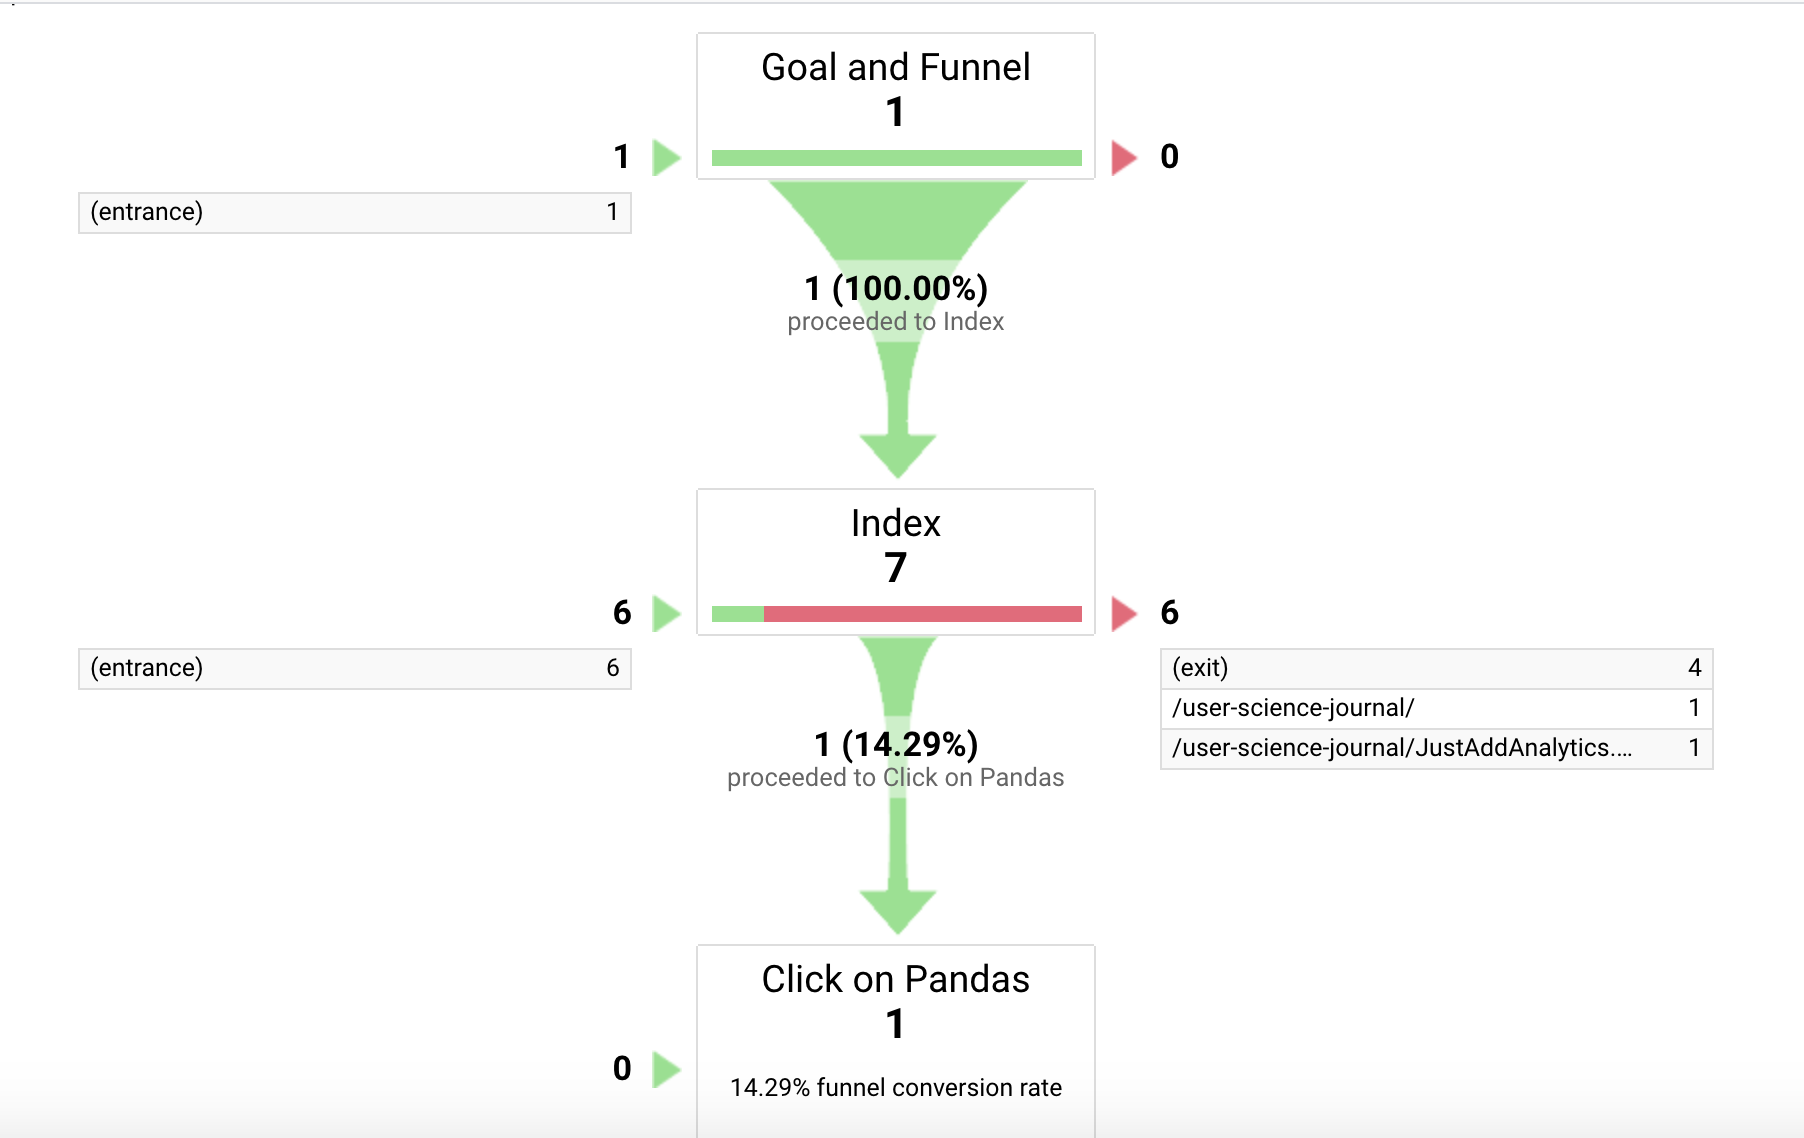 Goal and Funnel
1
1
0
(entrance) 1
1 (100.00%)
proceeded to Index
Index
7
6
6
(entrance) 6
(exit) 4
/user-science-journal/ 1
/user-science-journal/JustAddAnalytics.... 1
1 (14.29%)
proceeded to Click on Pandas
Click on Pandas
1
0
14.29% funnel conversion rate